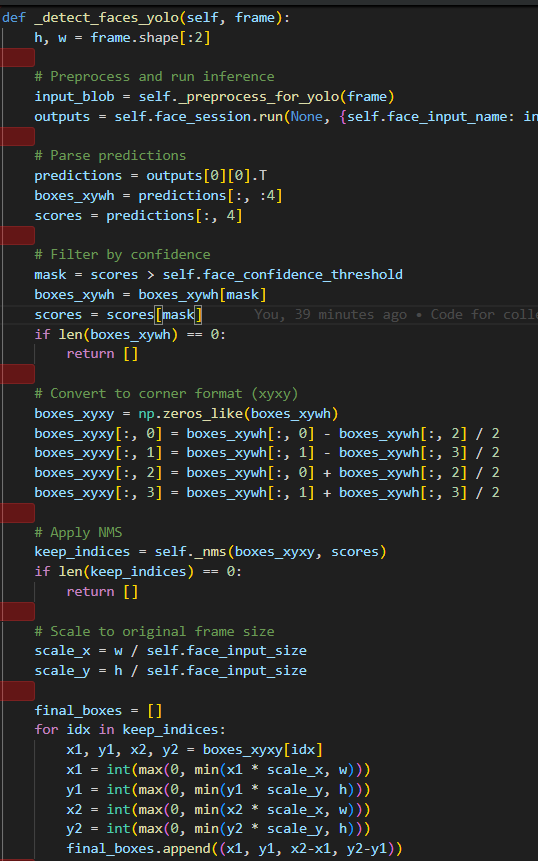 def _detect_faces_yolo(self, frame):
    h, w = frame.shape[:2]

    # Preprocess and run inference
    input_blob = self._preprocess_for_yolo(frame)
    outputs = self.face_session.run(None, {self.face_input_name: in

    # Parse predictions
    predictions = outputs[0][0].T
    boxes_xywh = predictions[:, :4]
    scores = predictions[:, 4]

    # Filter by confidence
    mask = scores > self.face_confidence_threshold
    boxes_xywh = boxes_xywh[mask]
    scores = scores[mask]    You, 39 minutes ago • Code for colle
    if len(boxes_xywh) == 0:
        return []

    # Convert to corner format (xyxy)
    boxes_xyxy = np.zeros_like(boxes_xywh)
    boxes_xyxy[:, 0] = boxes_xywh[:, 0] - boxes_xywh[:, 2] / 2
    boxes_xyxy[:, 1] = boxes_xywh[:, 1] - boxes_xywh[:, 3] / 2
    boxes_xyxy[:, 2] = boxes_xywh[:, 0] + boxes_xywh[:, 2] / 2
    boxes_xyxy[:, 3] = boxes_xywh[:, 1] + boxes_xywh[:, 3] / 2

    # Apply NMS
    keep_indices = self._nms(boxes_xyxy, scores)
    if len(keep_indices) == 0:
        return []

    # Scale to original frame size
    scale_x = w / self.face_input_size
    scale_y = h / self.face_input_size

    final_boxes = []
    for idx in keep_indices:
        x1, y1, x2, y2 = boxes_xyxy[idx]
        x1 = int(max(0, min(x1 * scale_x, w)))
        y1 = int(max(0, min(y1 * scale_y, h)))
        x2 = int(max(0, min(x2 * scale_x, w)))
        y2 = int(max(0, min(y2 * scale_y, h)))
        final_boxes.append((x1, y1, x2-x1, y2-y1))